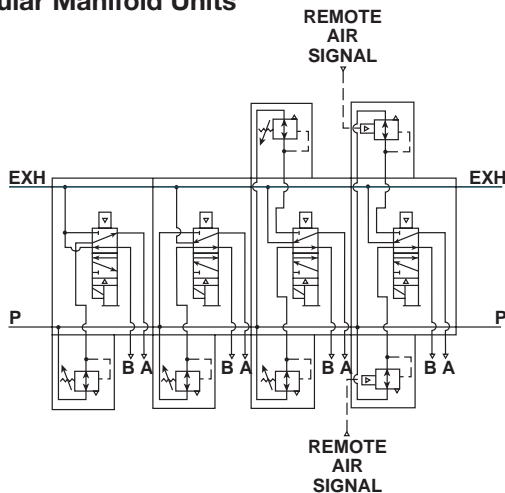 ular Manifold Units
REMOTE
AIR
SIGNAL
EXH EXH
P P
B A B A B A B A
REMOTE
AIR
SIGNAL